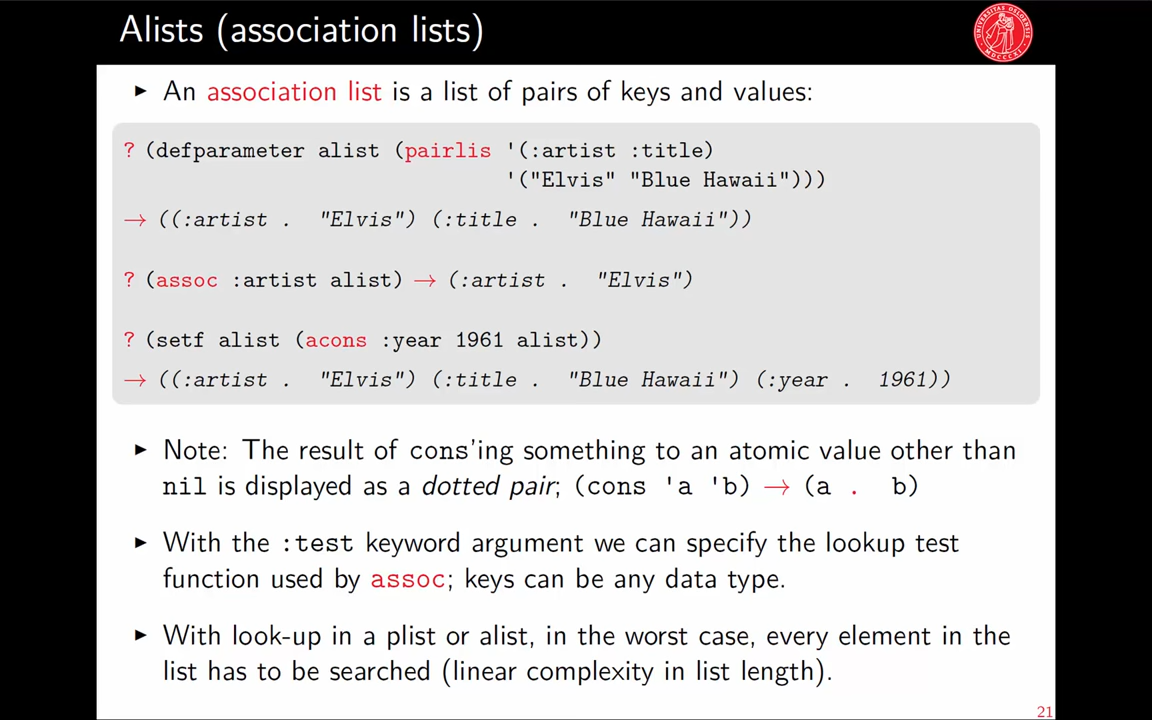 Alists (association lists)
UNIVERSITAS OSLOENSIS
MDCCCXI
▶ An association list is a list of pairs of keys and values:
? (defparameter alist (pairlis '(:artist :title)
'("Elvis" "Blue Hawaii")))
→ ((:artist . "Elvis") (:title . "Blue Hawaii"))
? (assoc :artist alist) → (:artist . "Elvis")
? (setf alist (acons :year 1961 alist))
→ ((:artist . "Elvis") (:title . "Blue Hawaii") (:year . 1961))
▶ Note: The result of cons'ing something to an atomic value other than
nil is displayed as a dotted pair; (cons 'a 'b) → (a . b)
▶ With the :test keyword argument we can specify the lookup test
function used by assoc; keys can be any data type.
▶ With look-up in a plist or alist, in the worst case, every element in the
list has to be searched (linear complexity in list length).
21